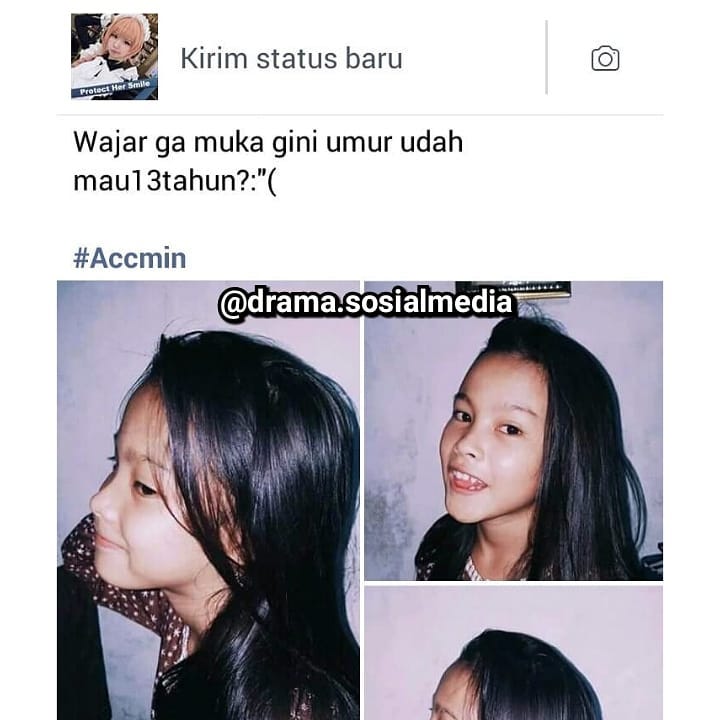 Protect Her Smile
Kirim status baru
Wajar ga muka gini umur udah
mau13tahun?:"(
#Accmin
@drama.sosialmedia